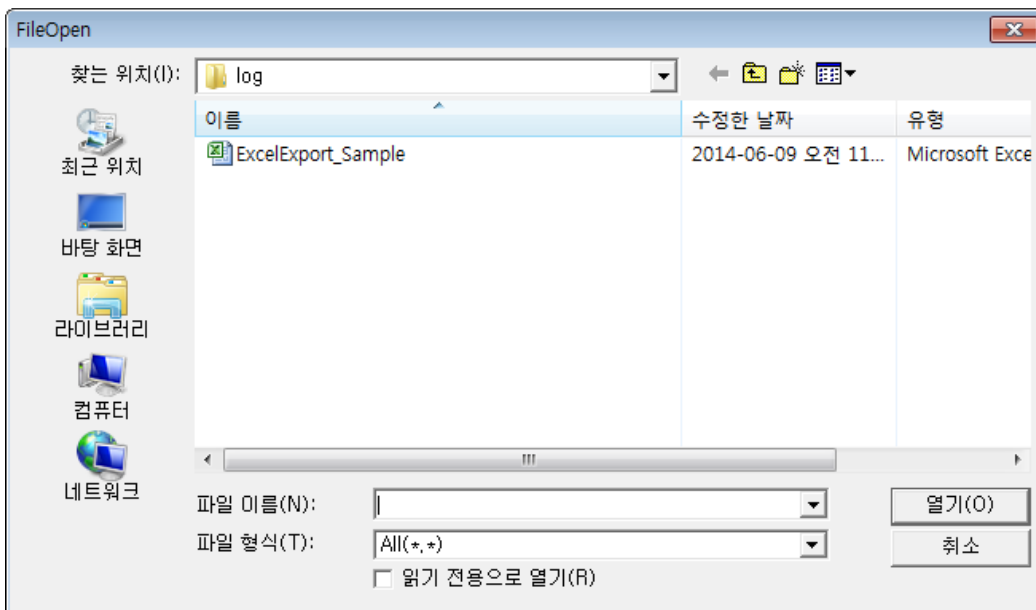 FileOpen
찾는 위치(I):
log
이름
수정한 날짜
유형
ExcelExport_Sample
2014-06-09 오전 11...
Microsoft Exce
최근 위치
바탕 화면
라이브러리
컴퓨터
네트워크
파일 이름(N):
열기(O)
파일 형식(T):
All(*,*)
취소
읽기 전용으로 열기(R)